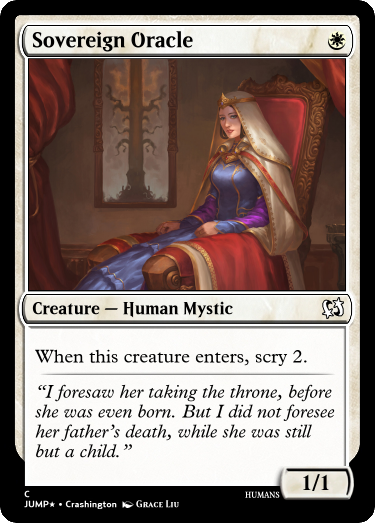 Sovereign Oracle
Creature — Human Mystic
When this creature enters, scry 2.
“I foresaw her taking the throne, before
she was even born. But I did not foresee
her father’s death, while she was still
but a child.”
1/1
C
JUMP★ • Crashington GRACE LIU
HUMANS